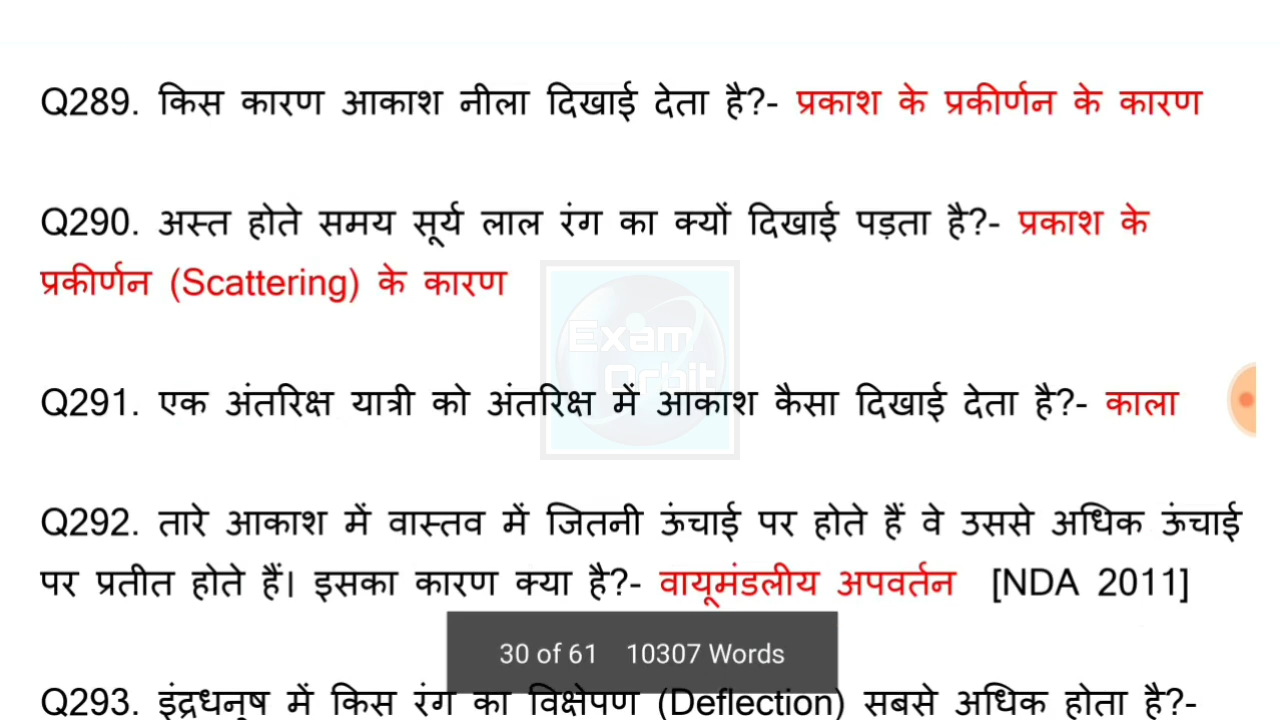 Q289. किस कारण आकाश नीला दिखाई देता है?- प्रकाश के प्रकीर्णन के कारण
Q290. अस्त होते समय सूर्य लाल रंग का क्यों दिखाई पड़ता है?- प्रकाश के
प्रकीर्णन (Scattering) के कारण
Exam
Orbit
Q291. एक अंतरिक्ष यात्री को अंतरिक्ष में आकाश कैसा दिखाई देता है?- काला
Q292. तारे आकाश में वास्तव में जितनी ऊंचाई पर होते हैं वे उससे अधिक ऊंचाई
पर प्रतीत होते हैं। इसका कारण क्या है?- वायूमंडलीय अपवर्तन [NDA 2011]
30 of 61 10307 Words
Q293. इंद्रधनुष में किस रंग का विक्षेपण (Deflection) सबसे अधिक होता है?-